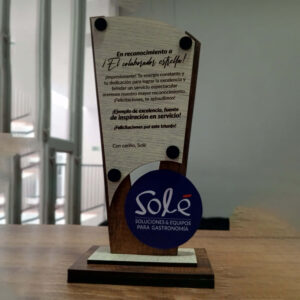 En reconocimiento a
¡El colaborador estrella!
¡Impresionante! Tu energía constante y
tu dedicación para lograr la excelencia y
brindar un servicio espectacular
merecen nuestro mayor reconocimiento.
¡Felicitaciones, te aplaudimos!
¡Ejemplo de excelencia, fuente
de inspiración en servicio!
¡Felicitaciones por este triunfo!
Con cariño, Solé
Solé
SOLUCIONES & EQUIPOS
PARA GASTRONOMÍA